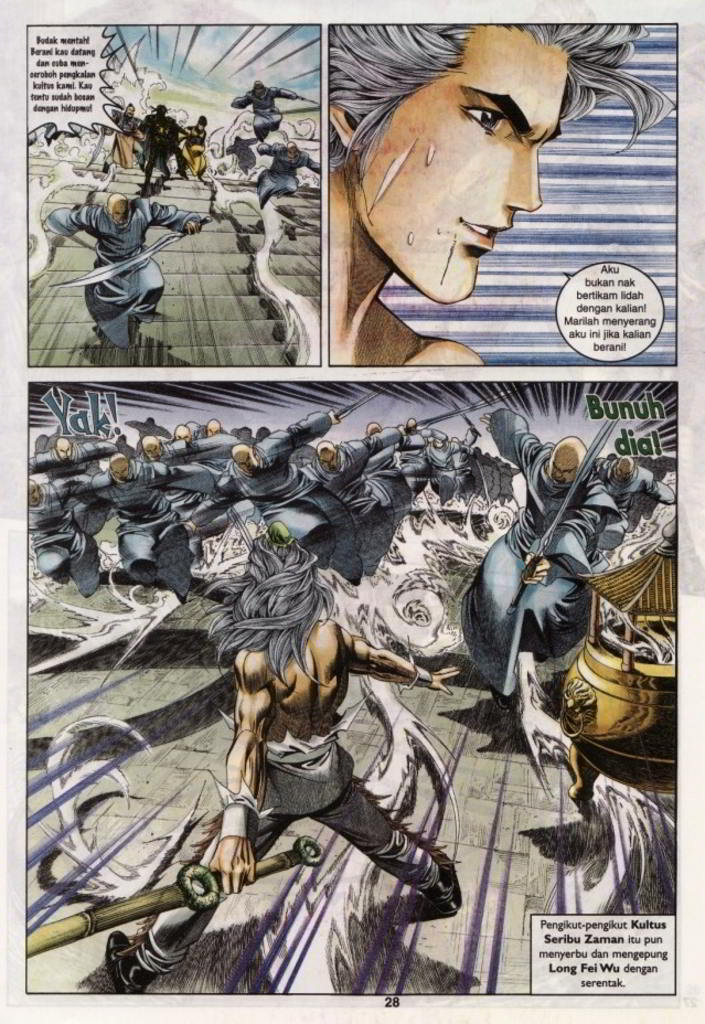 Budak mentah!
Berani kau datang
dan cuba men-
ceroboh pengkalan
kultus kami. Kau
tentu sudah bosan
dengan hidupmu!
Aku
bukan nak
bertikam lidah
dengan kalian!
Marilah menyerang
aku ini jika kalian
berani!
Yak!
Bunuh
dia!
Pengikut-pengikut Kultus
Seribu Zaman itu pun
menyerbu dan mengepung
Long Fei Wu dengan
serentak.
28